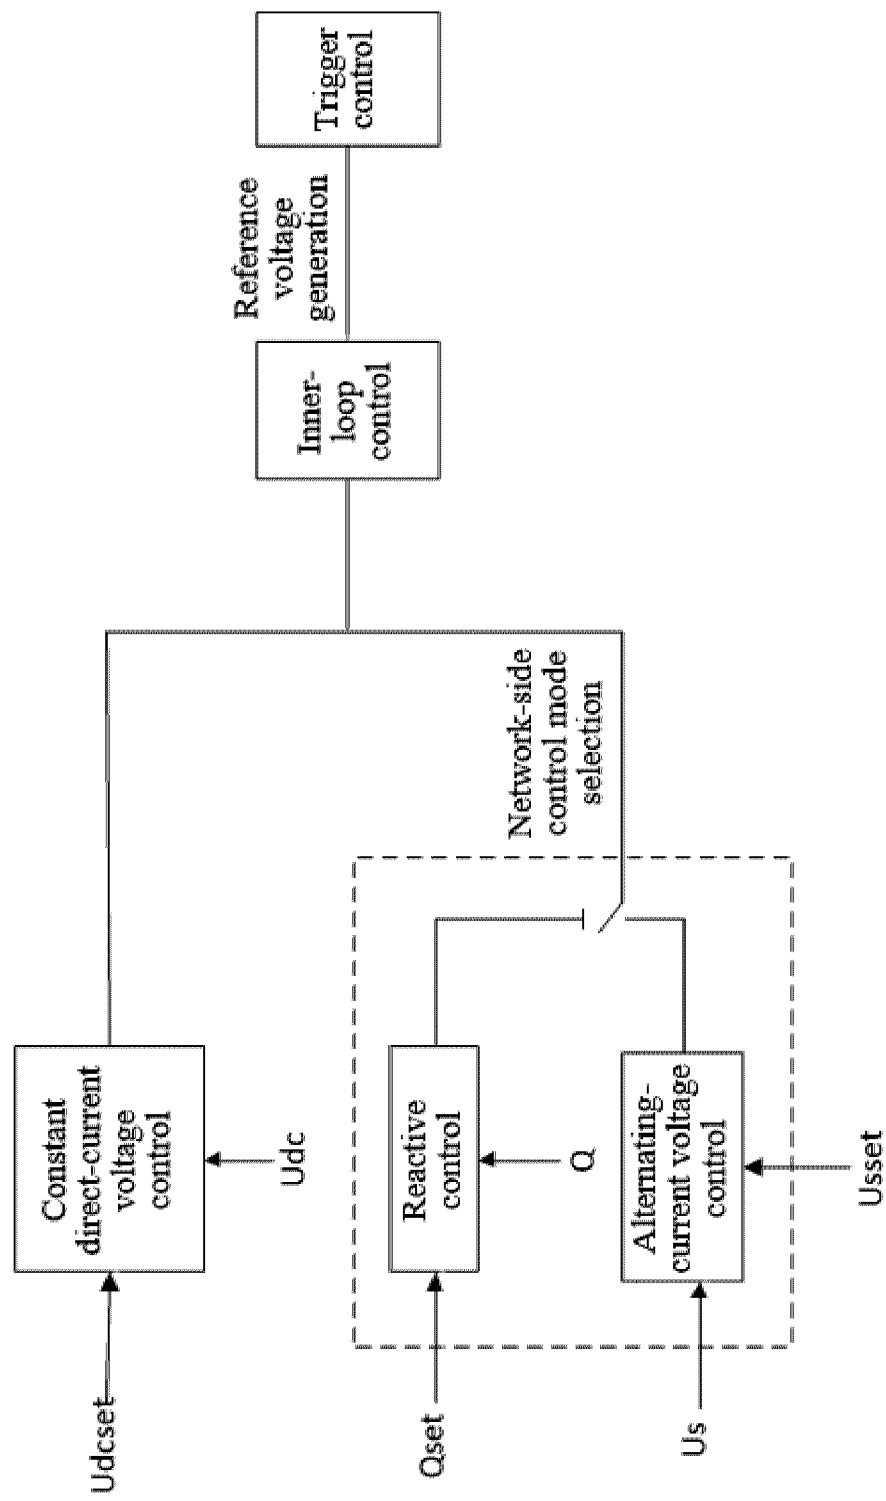 Udcset
Constant
direct-current
voltage
control
Udc
Qset
Reactive
control
Q
Us
Alternating-
current voltage
control
Usset
Network-side
control mode
selection
Inner-
loop
control
Reference
voltage
generation
Trigger
control